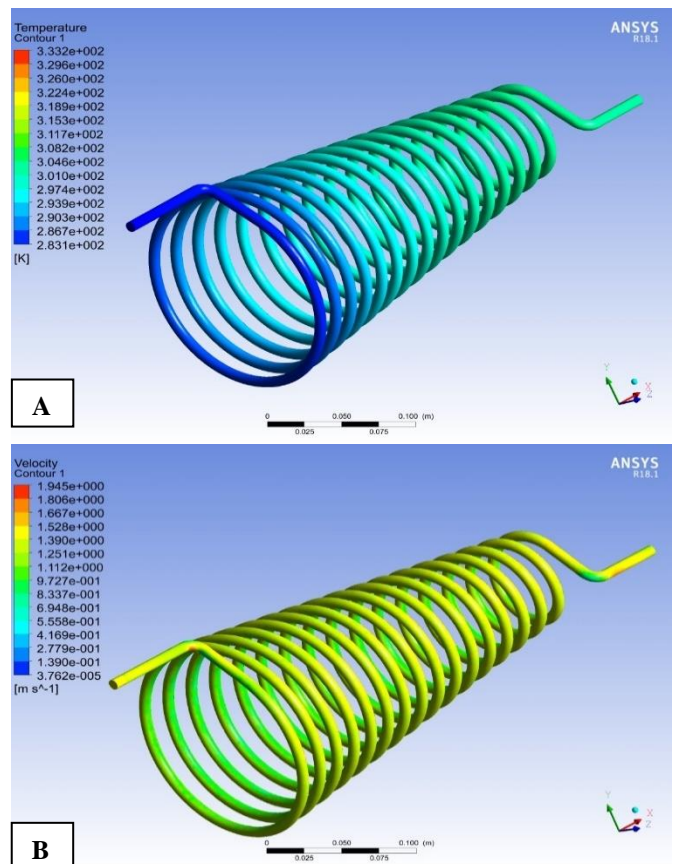 Temperature
Contour 1
3.332e+002
3.296e+002
3.260e+002
3.224e+002
3.189e+002
3.153e+002
3.117e+002
3.082e+002
3.046e+002
3.010e+002
2.974e+002
2.939e+002
2.903e+002
2.867e+002
2.831e+002
[K]
ANSYS
R18.1
Y
X
Z
0 0.050 0.100 (m)
0.025 0.075
A
Velocity
Contour 1
1.945e+000
1.806e+000
1.667e+000
1.528e+000
1.390e+000
1.251e+000
1.112e+000
9.727e-001
8.337e-001
6.948e-001
5.558e-001
4.169e-001
2.779e-001
1.390e-001
3.762e-005
[m s^-1]
ANSYS
R18.1
Y
X
Z
0 0.050 0.100 (m)
0.025 0.075
B